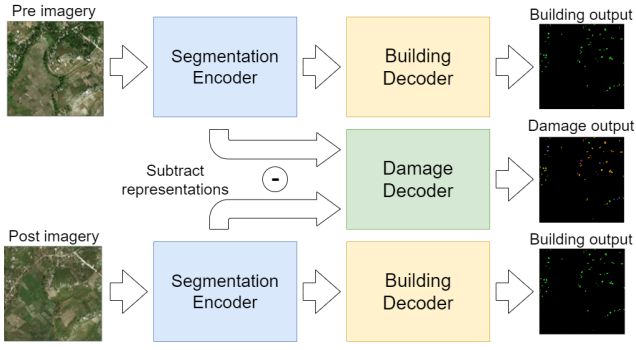 Pre imagery
Segmentation
Encoder
Building
Decoder
Building output
Subtract
representations
-
Damage
Decoder
Damage output
Post imagery
Segmentation
Encoder
Building
Decoder
Building output